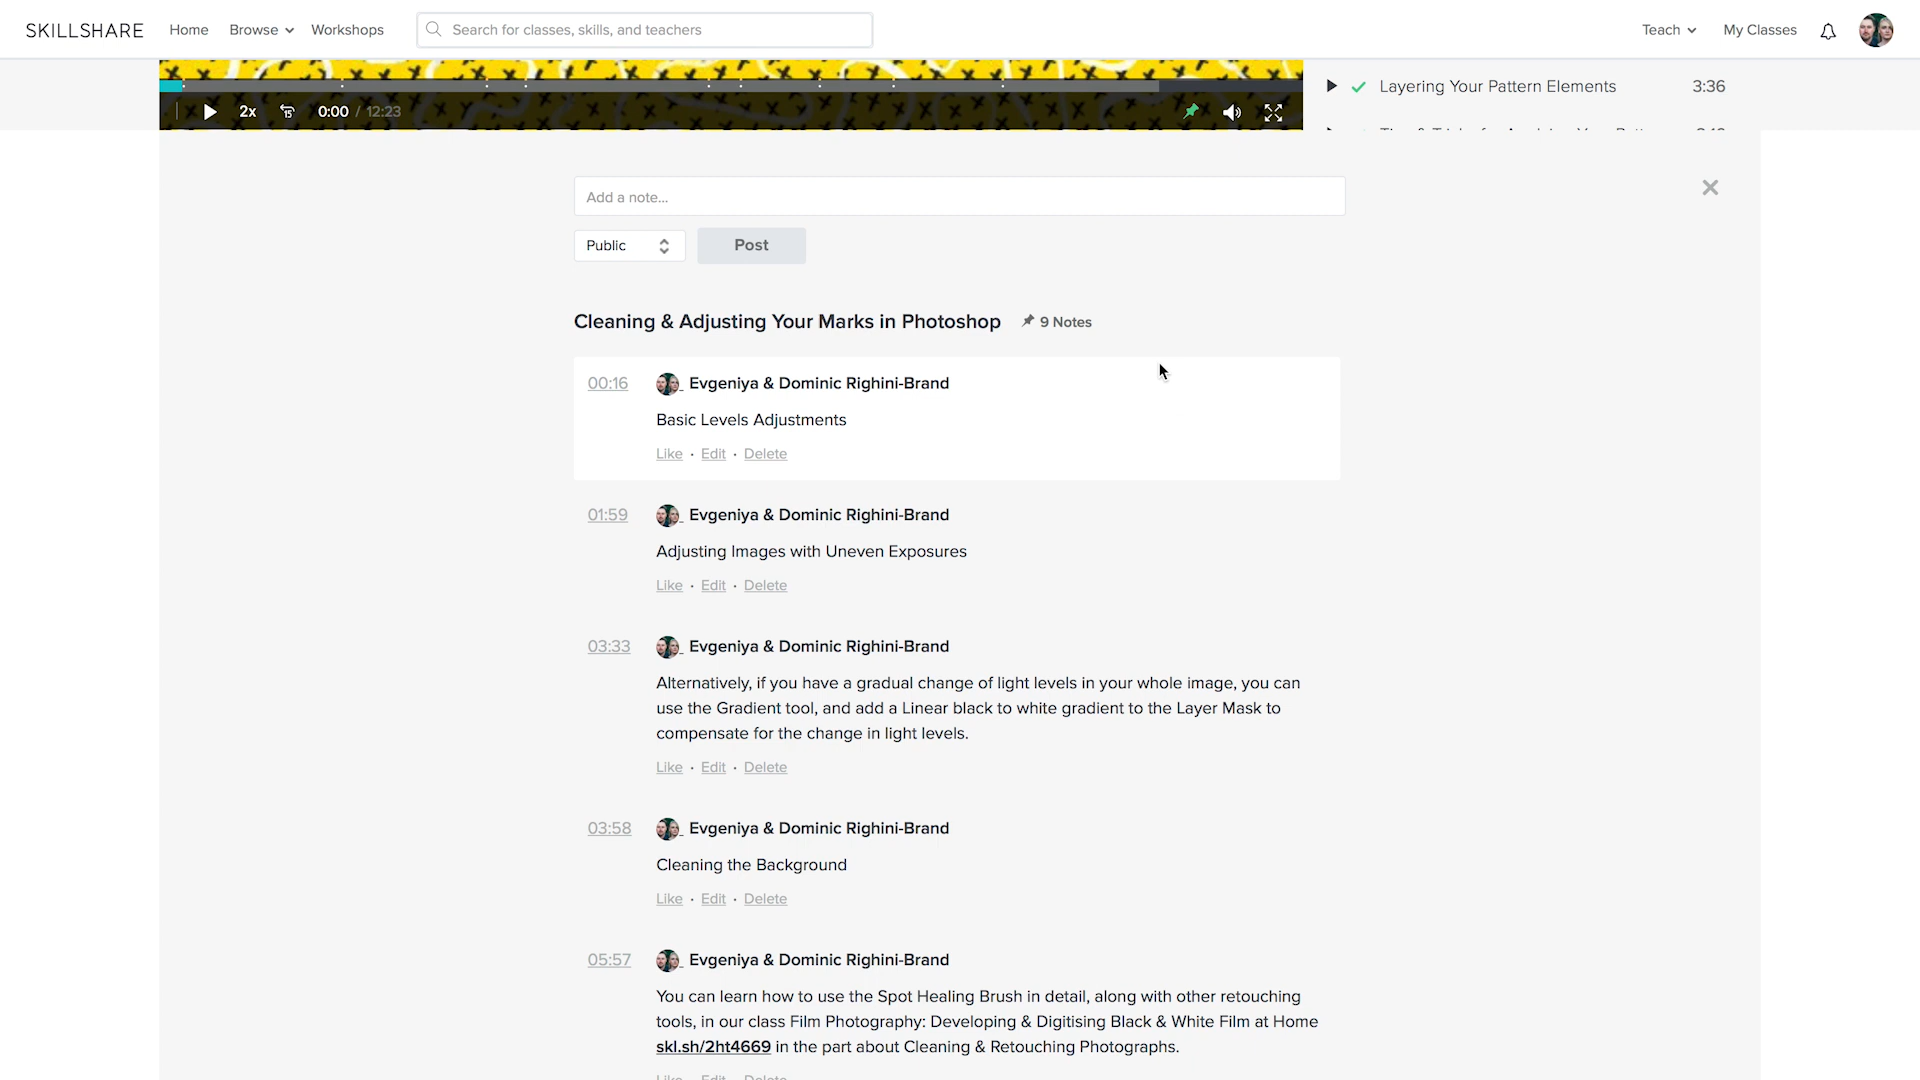 SKILLSHARE Home Browse Workshops Search for classes, skills, and teachers Teach My Classes
Layering Your Pattern Elements 3:36
2x 15 0:00 / 12:23
Add a note...
Public Post
Cleaning & Adjusting Your Marks in Photoshop 9 Notes
00:16 Evgeniya & Dominic Righini-Brand
Basic Levels Adjustments
Like · Edit · Delete
01:59 Evgeniya & Dominic Righini-Brand
Adjusting Images with Uneven Exposures
Like · Edit · Delete
03:33 Evgeniya & Dominic Righini-Brand
Alternatively, if you have a gradual change of light levels in your whole image, you can
use the Gradient tool, and add a Linear black to white gradient to the Layer Mask to
compensate for the change in light levels.
Like · Edit · Delete
03:58 Evgeniya & Dominic Righini-Brand
Cleaning the Background
Like · Edit · Delete
05:57 Evgeniya & Dominic Righini-Brand
You can learn how to use the Spot Healing Brush in detail, along with other retouching
tools, in our class Film Photography: Developing & Digitising Black & White Film at Home
skl.sh/2ht4669 in the part about Cleaning & Retouching Photographs.
Like Edit Delete